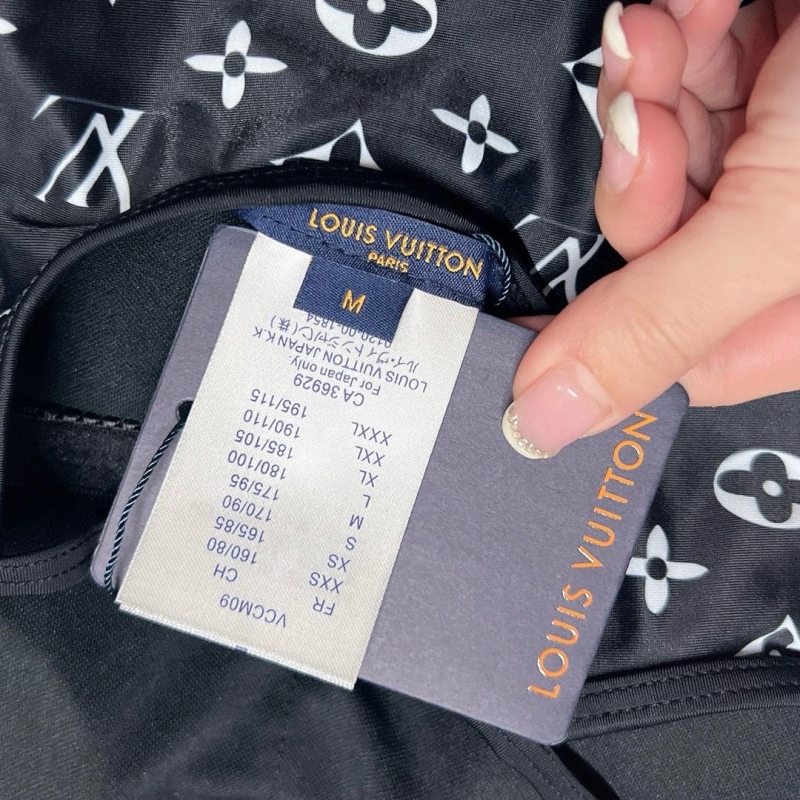 LOUIS VUITTON
PARIS
M
VCCM09
FR CH
XXS 160/80
XS 165/85
S 170/90
M 175/95
L 180/100
XL 185/105
XXL 190/110
XXXL 195/115
CA 36929
For Japan only.
LOUIS VUITTON JAPAN K.K
ルイ・ヴィトンジャパン(株)
0120-00-1854
LOUIS VUITTON